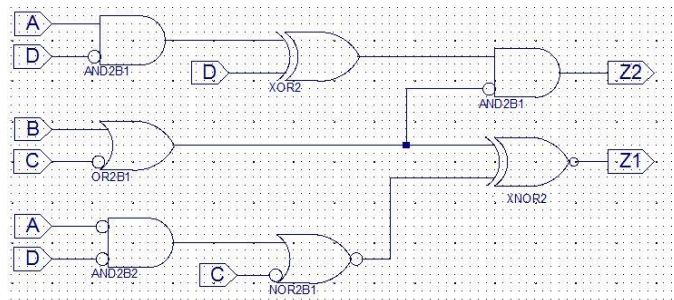 A
D
AND2B1
D
XOR2
AND2B1
Z2
B
C
OR2B1
XNOR2
Z1
A
D
AND2B2
C
NOR2B1